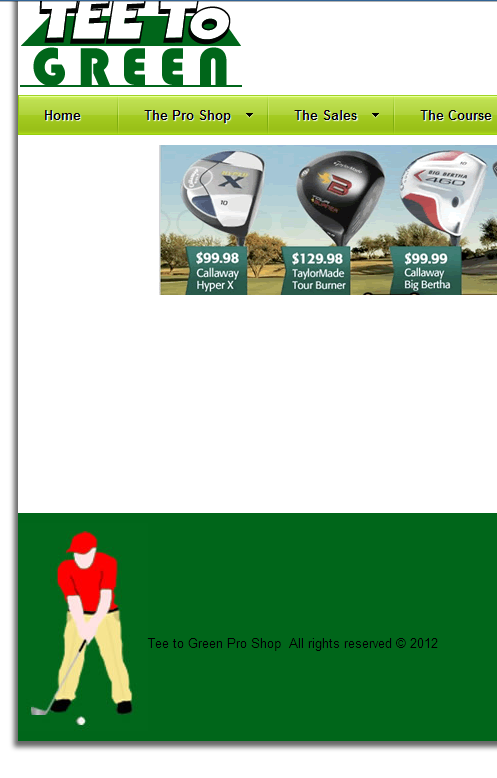 TEE TO
GREEN
Home The Pro Shop The Sales The Course
X
10
B
TOUR
BURNER
BIG BERTHA
460
10
$99.98
Callaway
Hyper X
$129.98
TaylorMade
Tour Burner
$99.99
Callaway
Big Bertha
Tee to Green Pro Shop All rights reserved © 2012